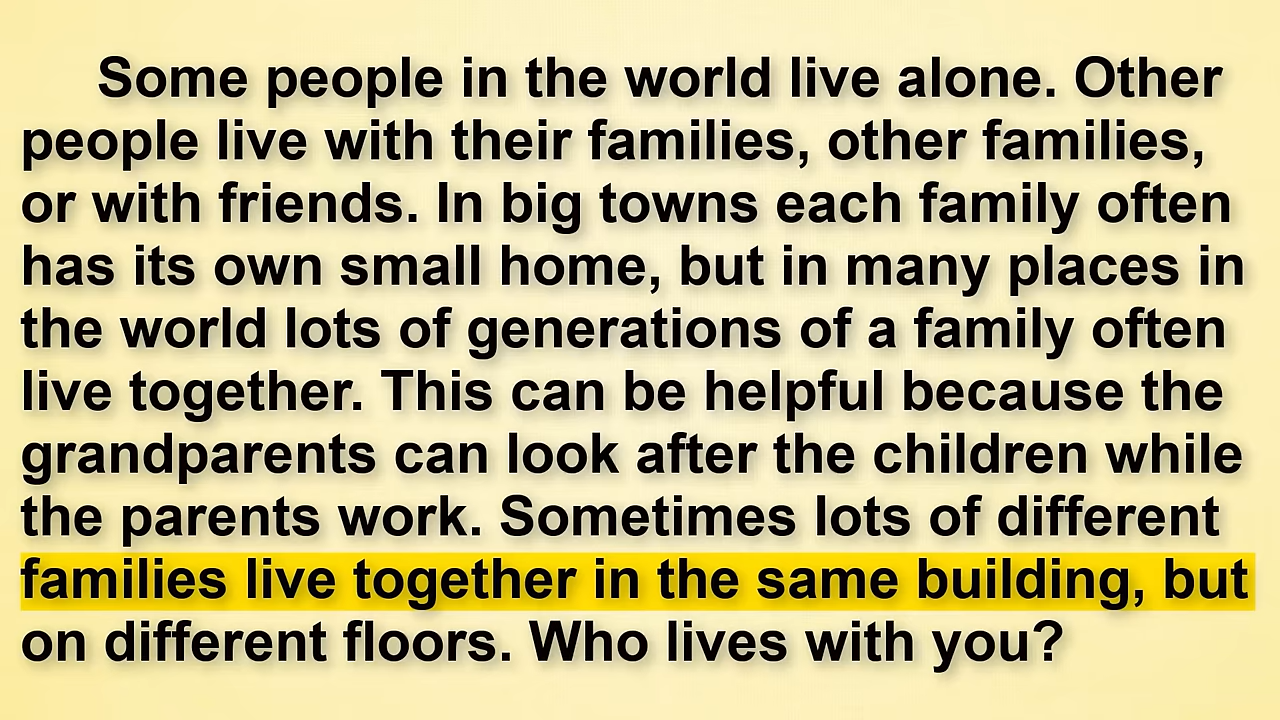 Some people in the world live alone. Other
people live with their families, other families,
or with friends. In big towns each family often
has its own small home, but in many places in
the world lots of generations of a family often
live together. This can be helpful because the
grandparents can look after the children while
the parents work. Sometimes lots of different
families live together in the same building, but
on different floors. Who lives with you?